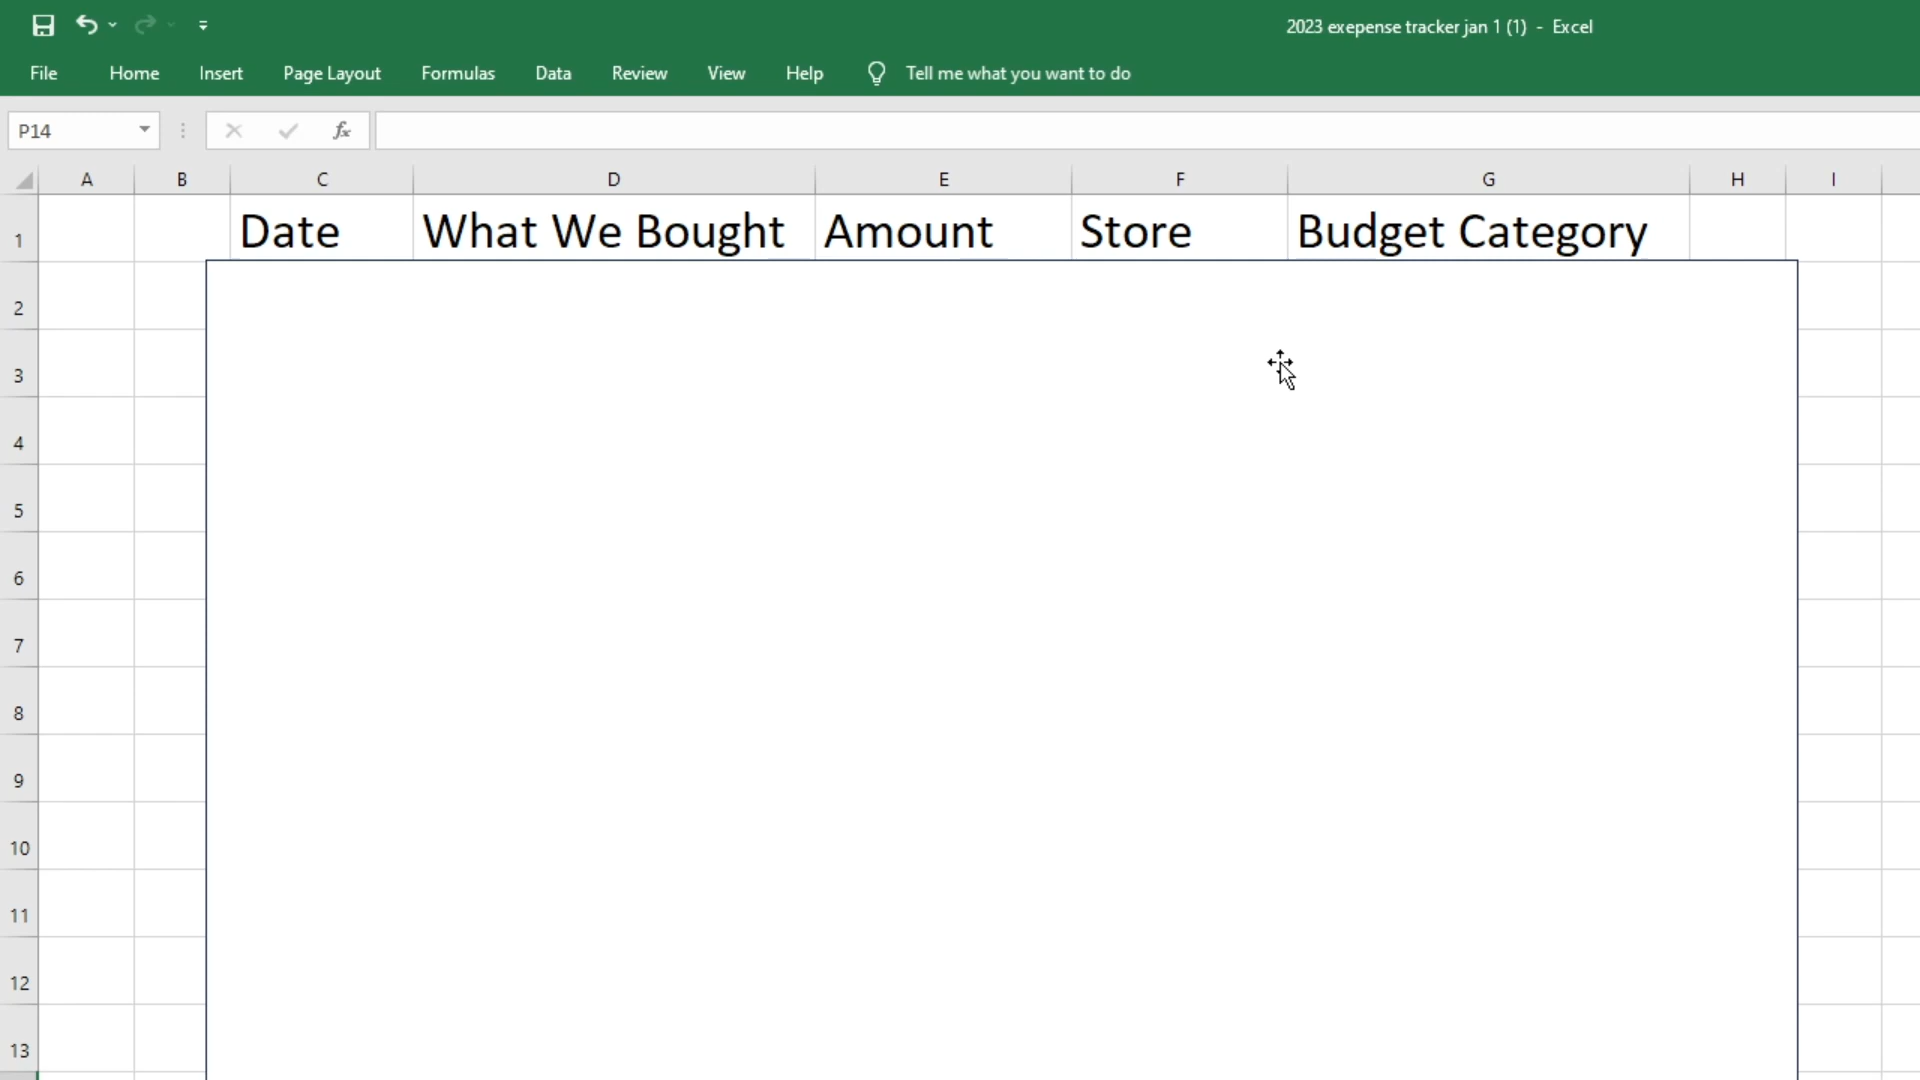 2023 exepense tracker jan 1 (1) - Excel
File Home Insert Page Layout Formulas Data Review View Help Tell me what you want to do
P14 fx
A B C D E F G H I
1 Date What We Bought Amount Store Budget Category
2
3
4
5
6
7
8
9
10
11
12
13